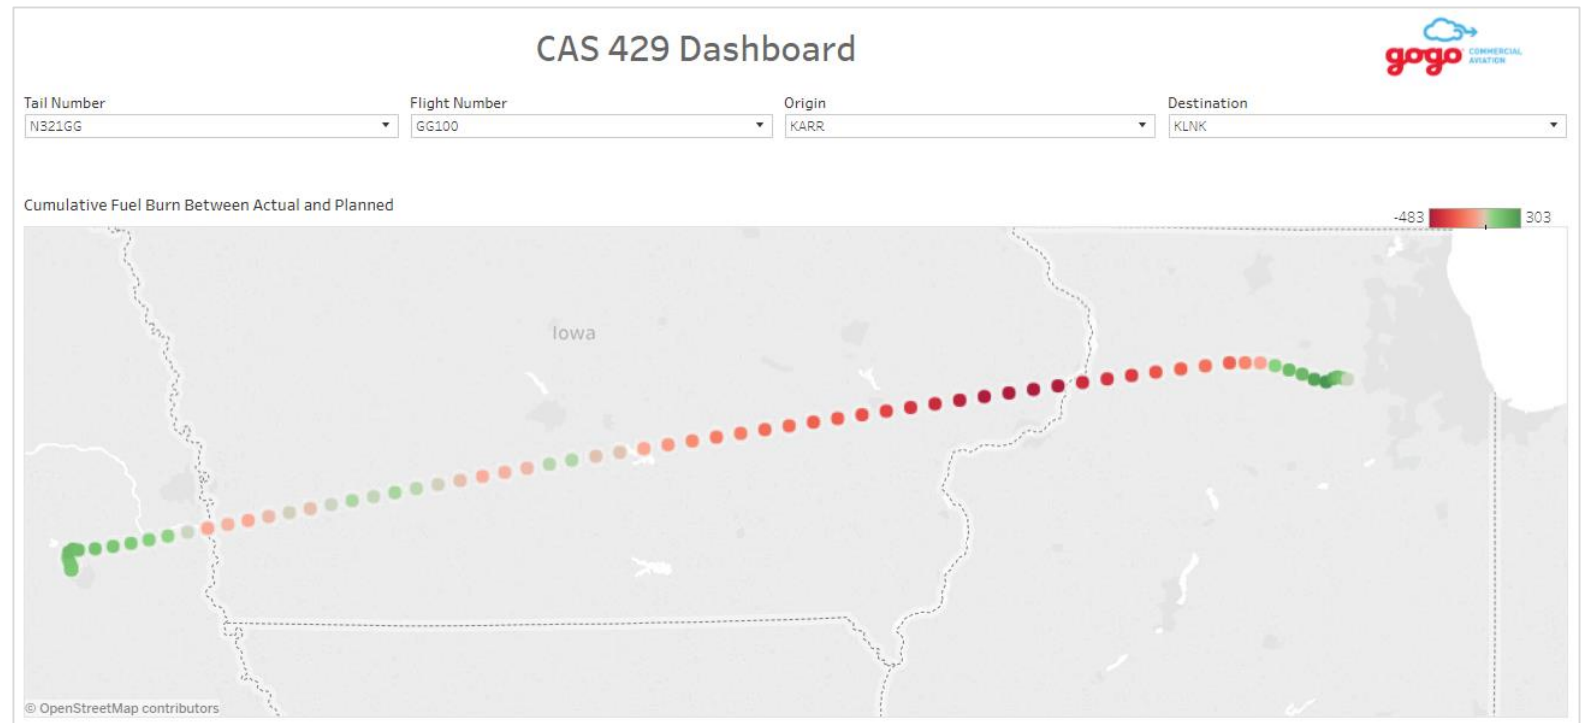 CAS 429 Dashboard
gogo COMMERCIAL
AVIATION
Tail Number
Flight Number
Origin
Destination
N321GG
GG100
KARR
KLNK
Cumulative Fuel Burn Between Actual and Planned
-483
303
Iowa
© OpenStreetMap contributors